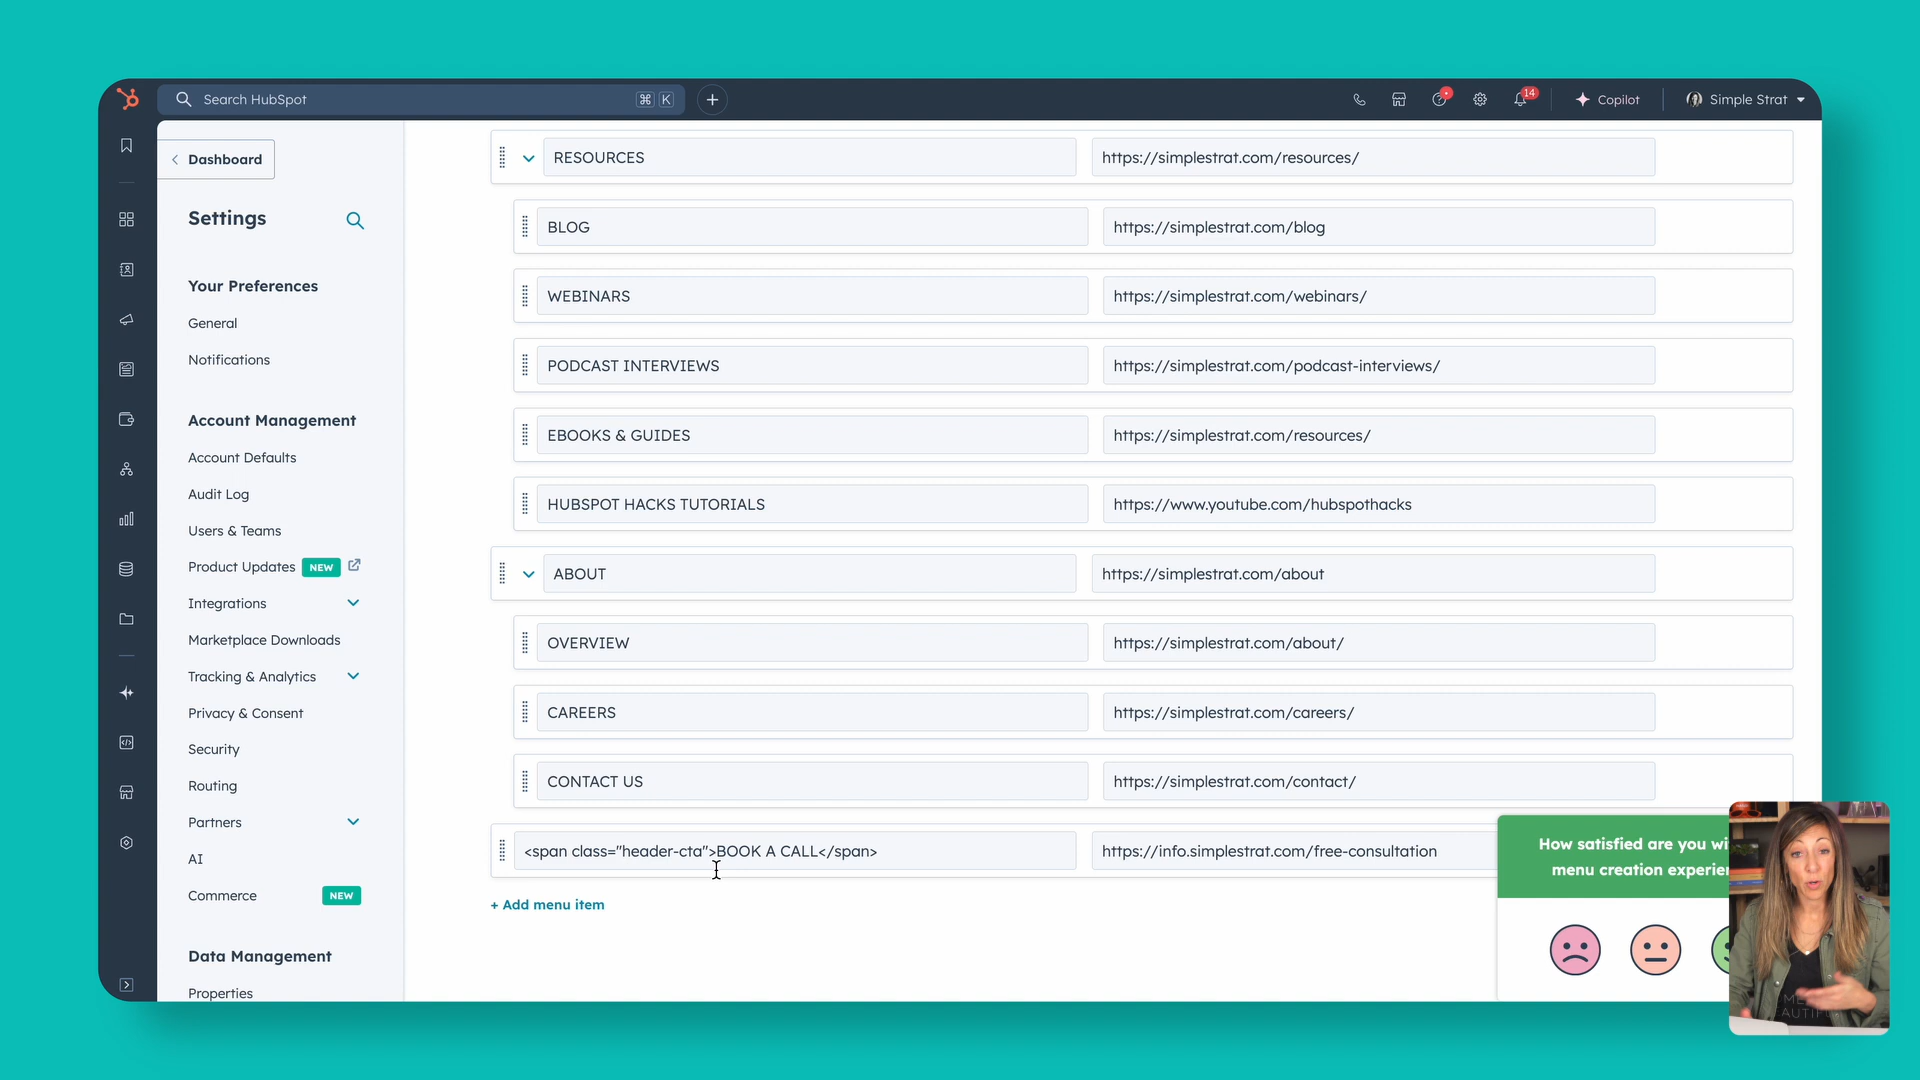 Search HubSpot
⌘ K
14
Copilot
Simple Strat
Dashboard
Settings
Your Preferences
General
Notifications
Account Management
Account Defaults
Audit Log
Users & Teams
Product Updates NEW
Integrations
Marketplace Downloads
Tracking & Analytics
Privacy & Consent
Security
Routing
Partners
AI
Commerce NEW
Data Management
Properties
RESOURCES https://simplestrat.com/resources/
BLOG https://simplestrat.com/blog
WEBINARS https://simplestrat.com/webinars/
PODCAST INTERVIEWS https://simplestrat.com/podcast-interviews/
EBOOKS & GUIDES https://simplestrat.com/resources/
HUBSPOT HACKS TUTORIALS https://www.youtube.com/hubspothacks
ABOUT https://simplestrat.com/about
OVERVIEW https://simplestrat.com/about/
CAREERS https://simplestrat.com/careers/
CONTACT US https://simplestrat.com/contact/
<span class="header-cta">BOOK A CALL</span> https://info.simplestrat.com/free-consultation
+ Add menu item
How satisfied are you
menu creation